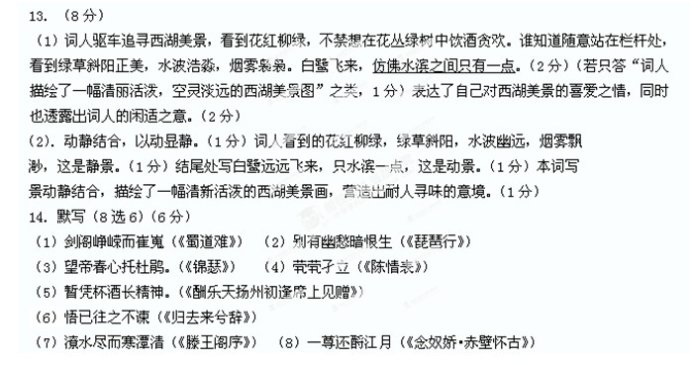 13. （8分）
（1）词人驱车追寻西湖美景，看到花红柳绿，不禁想在花丛绿树中饮酒贪欢。谁知道随意站在栏杆处，
看到绿草斜阳正美，水波浩淼，烟雾袅袅。白鹭飞来，仿佛水滨之间只有一点。（2分）（若只答“词人
描绘了一幅清丽活泼，空灵淡远的西湖美景图”之类，1分）表达了自己对西湖美景的喜爱之情，同时
也透露出词人的闲适之意。（2分）
（2）．动静结合，以动显静。（1分）词人看到的花红柳绿，绿草斜阳，水波幽远，烟雾飘
渺，这是静景。（1分）结尾处写白鹭远远飞来，只水滨一点，这是动景。（1分）本词写
景动静结合，描绘了一幅清新活泼的西湖美景画，营造出耐人寻味的意境。（1分）
14. 默写（8选6）（6分）
（1）剑阁峥嵘而崔嵬（《蜀道难》） （2）别有幽愁暗恨生（《琵琶行》）
（3）望帝春心托杜鹃。（《锦瑟》） （4）茕茕孑立（《陈情表》）
（5）暂凭杯酒长精神。（《酬乐天扬州初逢席上见赠》）
（6）悟已往之不谏（《归去来兮辞》）
（7）潦水尽而寒潭清（《滕王阁序》） （8）一尊还酹江月（《念奴娇•赤壁怀古》）